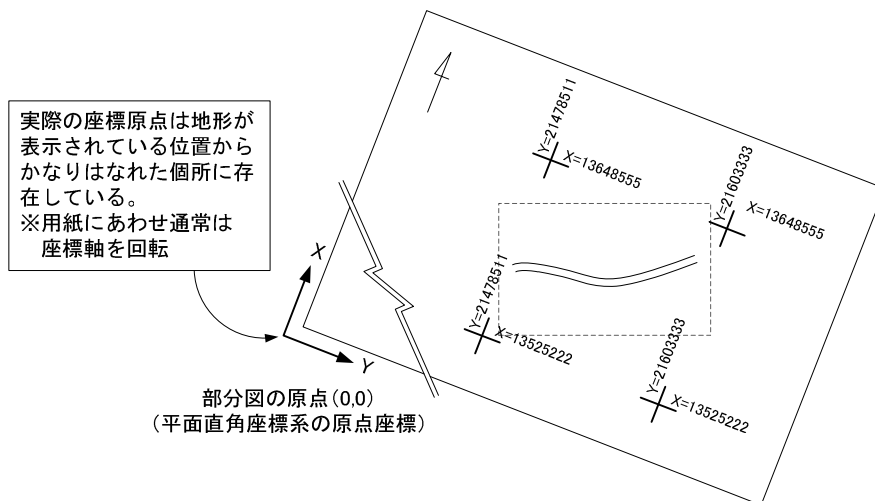 実際の座標原点は地形が
表示されている位置から
かなりはなれた個所に存
在している。
※用紙にあわせ通常は
座標軸を回転
X
Y
部分図の原点(0,0)
(平面直角座標系の原点座標)
Y=21478511
X=13648555
Y=21603333
X=13648555
Y=21478511
X=13525222
Y=21603333
X=13525222